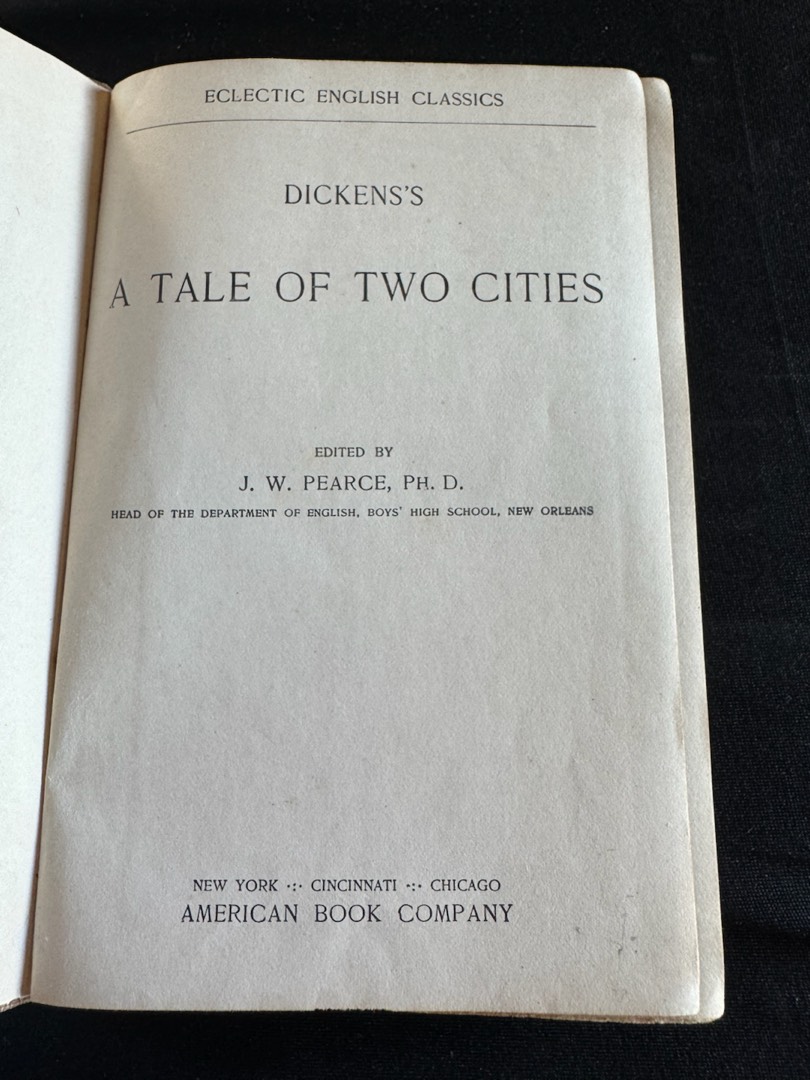 ECLECTIC ENGLISH CLASSICS
DICKENS'S
A TALE OF TWO CITIES
EDITED BY
J. W. PEARCE, PH. D.
HEAD OF THE DEPARTMENT OF ENGLISH, BOYS' HIGH SCHOOL, NEW ORLEANS
NEW YORK ·:· CINCINNATI ·:· CHICAGO
AMERICAN BOOK COMPANY